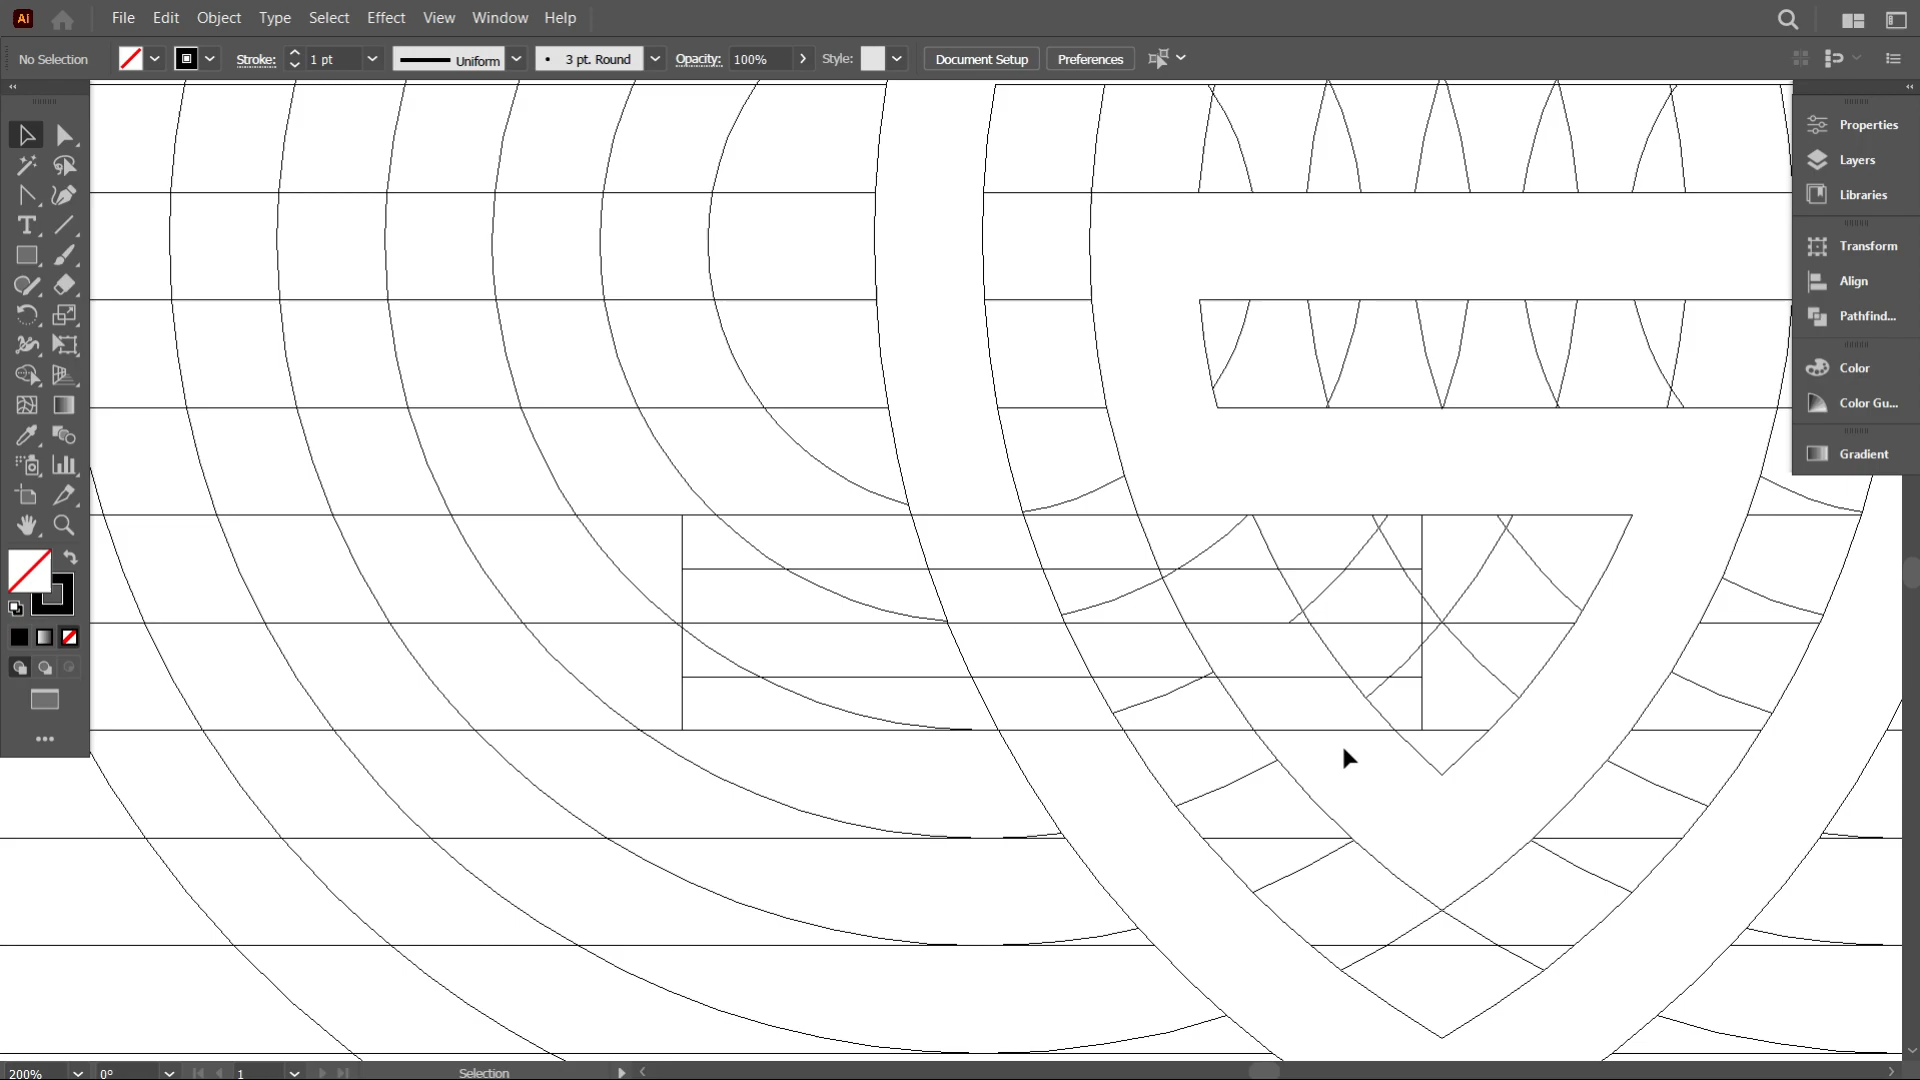 Ai File Edit Object Type Select Effect View Window Help
No Selection Stroke: 1 pt Uniform 3 pt. Round Opacity: 100% Style: Document Setup Preferences
Properties
Layers
Libraries
Transform
Align
Pathfind...
Color
Color Gu...
Gradient
200% 0° 1 Selection